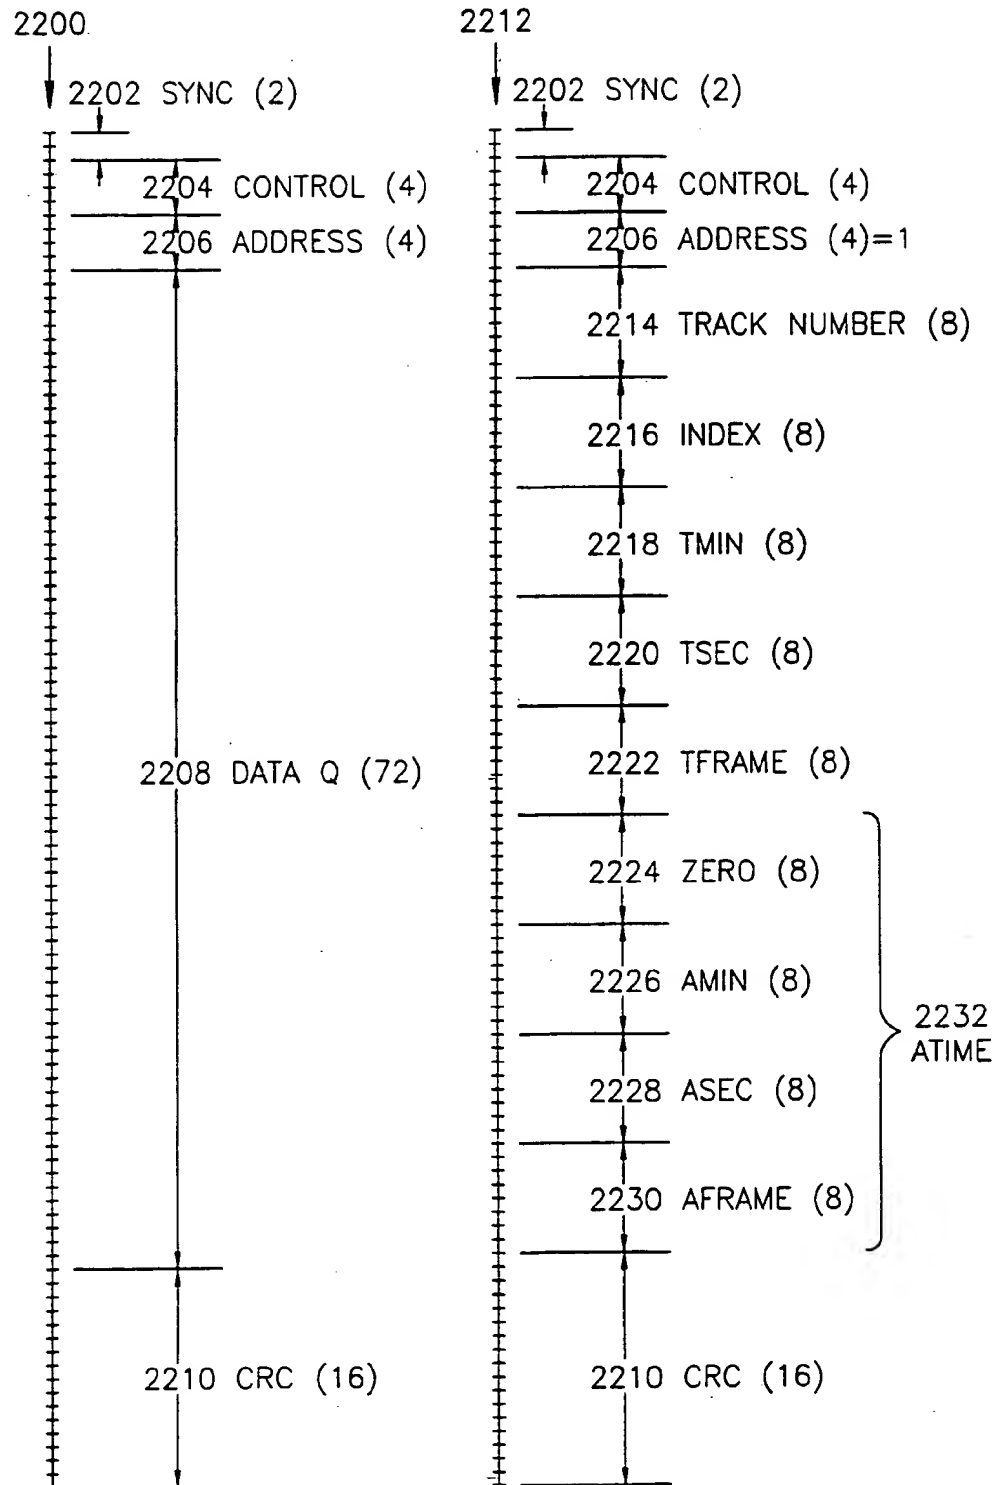 2200
2202 SYNC (2)
2204 CONTROL (4)
2206 ADDRESS (4)
2208 DATA Q (72)
2210 CRC (16)
2212
2202 SYNC (2)
2204 CONTROL (4)
2206 ADDRESS (4)=1
2214 TRACK NUMBER (8)
2216 INDEX (8)
2218 TMIN (8)
2220 TSEC (8)
2222 TFRAME (8)
2224 ZERO (8)
2226 AMIN (8)
2228 ASEC (8)
2230 AFRAME (8)
2232
ATIME
2210 CRC (16)